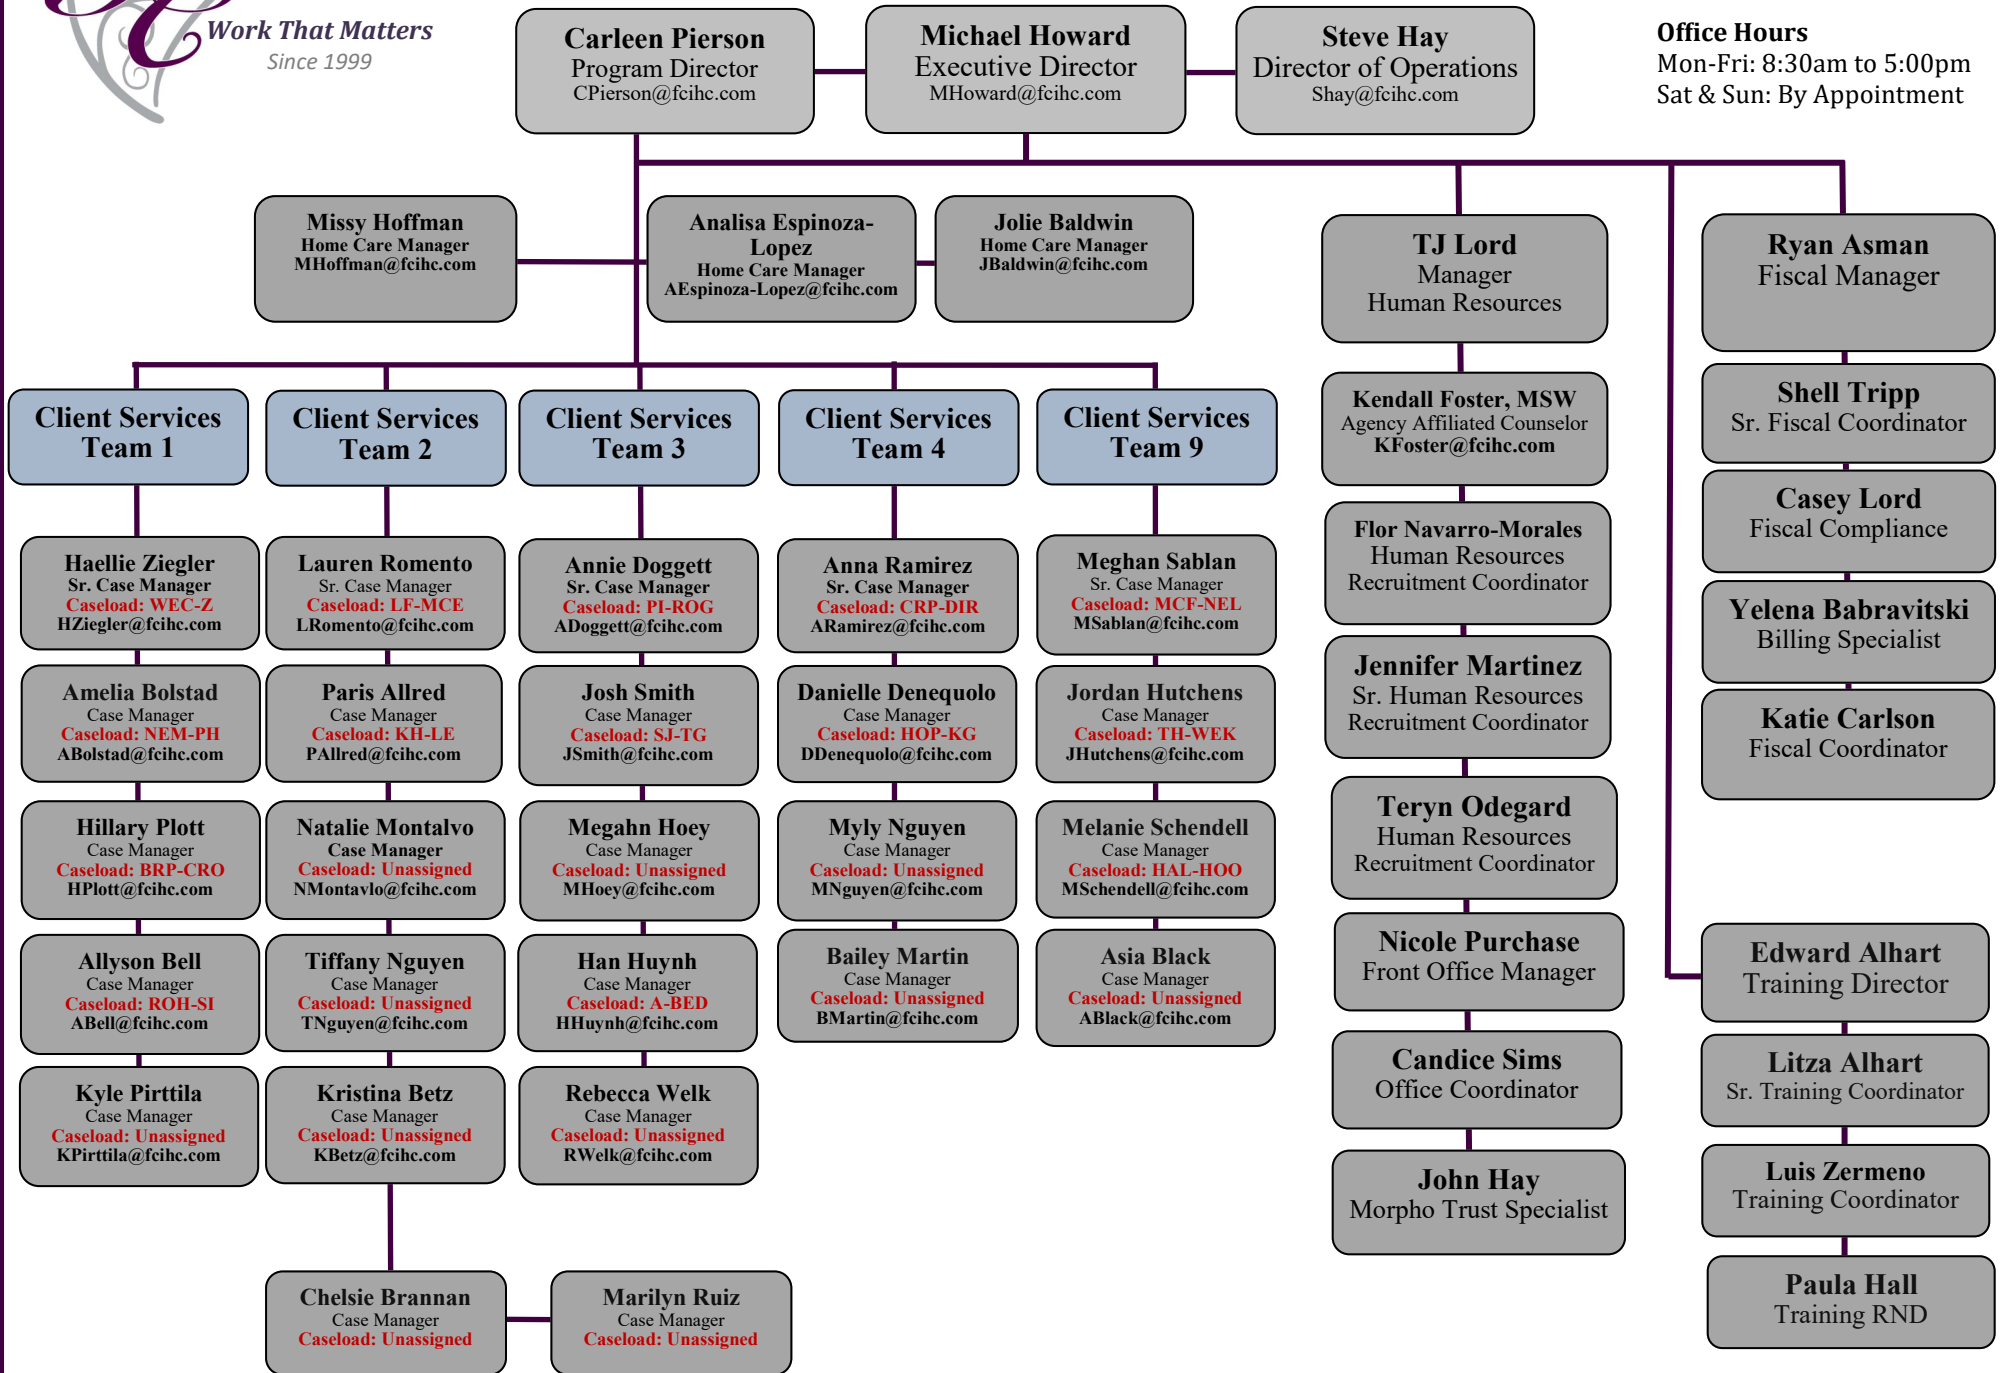 Work That Matters
Since 1999
Carleen Pierson
Program Director
CPierson@fcihc.com
Michael Howard
Executive Director
MHoward@fcihc.com
Steve Hay
Director of Operations
Shay@fcihc.com
Office Hours
Mon-Fri: 8:30am to 5:00pm
Sat & Sun: By Appointment
Missy Hoffman
Home Care Manager
MHoffman@fcihc.com
Analisa Espinoza-
Lopez
Home Care Manager
AEspinoza-Lopez@fcihc.com
Jolie Baldwin
Home Care Manager
JBaldwin@fcihc.com
Client Services
Team 1
Haellie Ziegler
Sr. Case Manager
Caseload: WEC-Z
HZiegler@fcihc.com
Amelia Bolstad
Case Manager
Caseload: NEM-PH
ABolstad@fcihc.com
Hillary Plott
Case Manager
Caseload: BRP-CRO
HPlott@fcihc.com
Allyson Bell
Case Manager
Caseload: ROH-SI
ABell@fcihc.com
Kyle Pirttila
Case Manager
Caseload: Unassigned
KPirttila@fcihc.com
Client Services
Team 2
Lauren Romento
Sr. Case Manager
Caseload: LF-MCE
LRomento@fcihc.com
Paris Allred
Case Manager
Caseload: KH-LE
PAllred@fcihc.com
Natalie Montalvo
Case Manager
Caseload: Unassigned
NMontavlo@fcihc.com
Tiffany Nguyen
Case Manager
Caseload: Unassigned
TNguyen@fcihc.com
Kristina Betz
Case Manager
Caseload: Unassigned
KBetz@fcihc.com
Chelsie Brannan
Case Manager
Caseload: Unassigned
Marilyn Ruiz
Case Manager
Caseload: Unassigned
Client Services
Team 3
Annie Doggett
Sr. Case Manager
Caseload: PI-ROG
ADoggett@fcihc.com
Josh Smith
Case Manager
Caseload: SJ-TG
JSmith@fcihc.com
Megahn Hoey
Case Manager
Caseload: Unassigned
MHoey@fcihc.com
Han Huynh
Case Manager
Caseload: A-BED
HHuynh@fcihc.com
Rebecca Welk
Case Manager
Caseload: Unassigned
RWelk@fcihc.com
Client Services
Team 4
Anna Ramirez
Sr. Case Manager
Caseload: CRP-DIR
ARamirez@fcihc.com
Danielle Denequolo
Case Manager
Caseload: HOP-KG
DDenequolo@fcihc.com
Myly Nguyen
Case Manager
Caseload: Unassigned
MNguyen@fcihc.com
Bailey Martin
Case Manager
Caseload: Unassigned
BMartin@fcihc.com
Client Services
Team 9
Meghan Sablan
Sr. Case Manager
Caseload: MCF-NEL
MSablan@fcihc.com
Jordan Hutchens
Case Manager
Caseload: TH-WEK
JHutchens@fcihc.com
Melanie Schendell
Case Manager
Caseload: HAL-HOO
MSchendell@fcihc.com
Asia Black
Case Manager
Caseload: Unassigned
ABlack@fcihc.com
TJ Lord
Manager
Human Resources
Kendall Foster, MSW
Agency Affiliated Counselor
KFoster@fcihc.com
Flor Navarro-Morales
Human Resources
Recruitment Coordinator
Jennifer Martinez
Sr. Human Resources
Recruitment Coordinator
Teryn Odegard
Human Resources
Recruitment Coordinator
Nicole Purchase
Front Office Manager
Candice Sims
Office Coordinator
John Hay
Morpho Trust Specialist
Ryan Asman
Fiscal Manager
Shell Tripp
Sr. Fiscal Coordinator
Casey Lord
Fiscal Compliance
Yelena Babravitski
Billing Specialist
Katie Carlson
Fiscal Coordinator
Edward Alhart
Training Director
Litza Alhart
Sr. Training Coordinator
Luis Zermeno
Training Coordinator
Paula Hall
Training RND